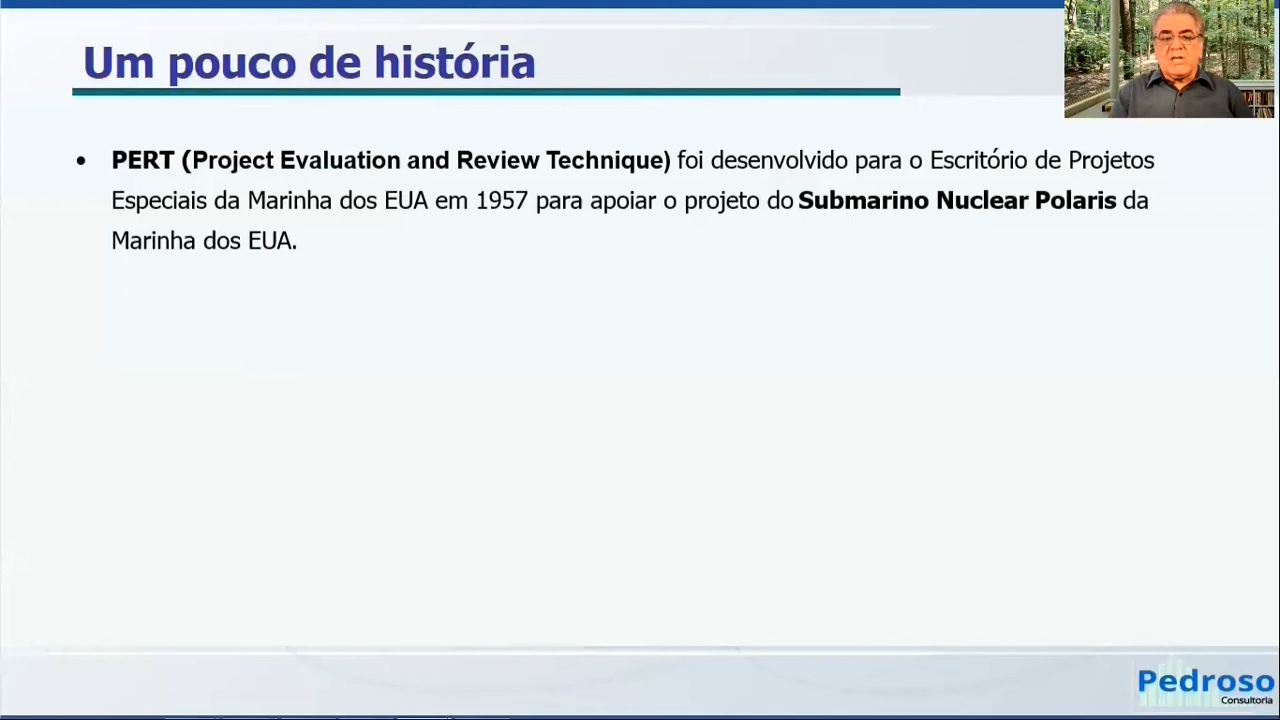 Um pouco de história
• PERT (Project Evaluation and Review Technique) foi desenvolvido para o Escritório de Projetos
Especiais da Marinha dos EUA em 1957 para apoiar o projeto do Submarino Nuclear Polaris da
Marinha dos EUA.
Pedroso
Consultoria